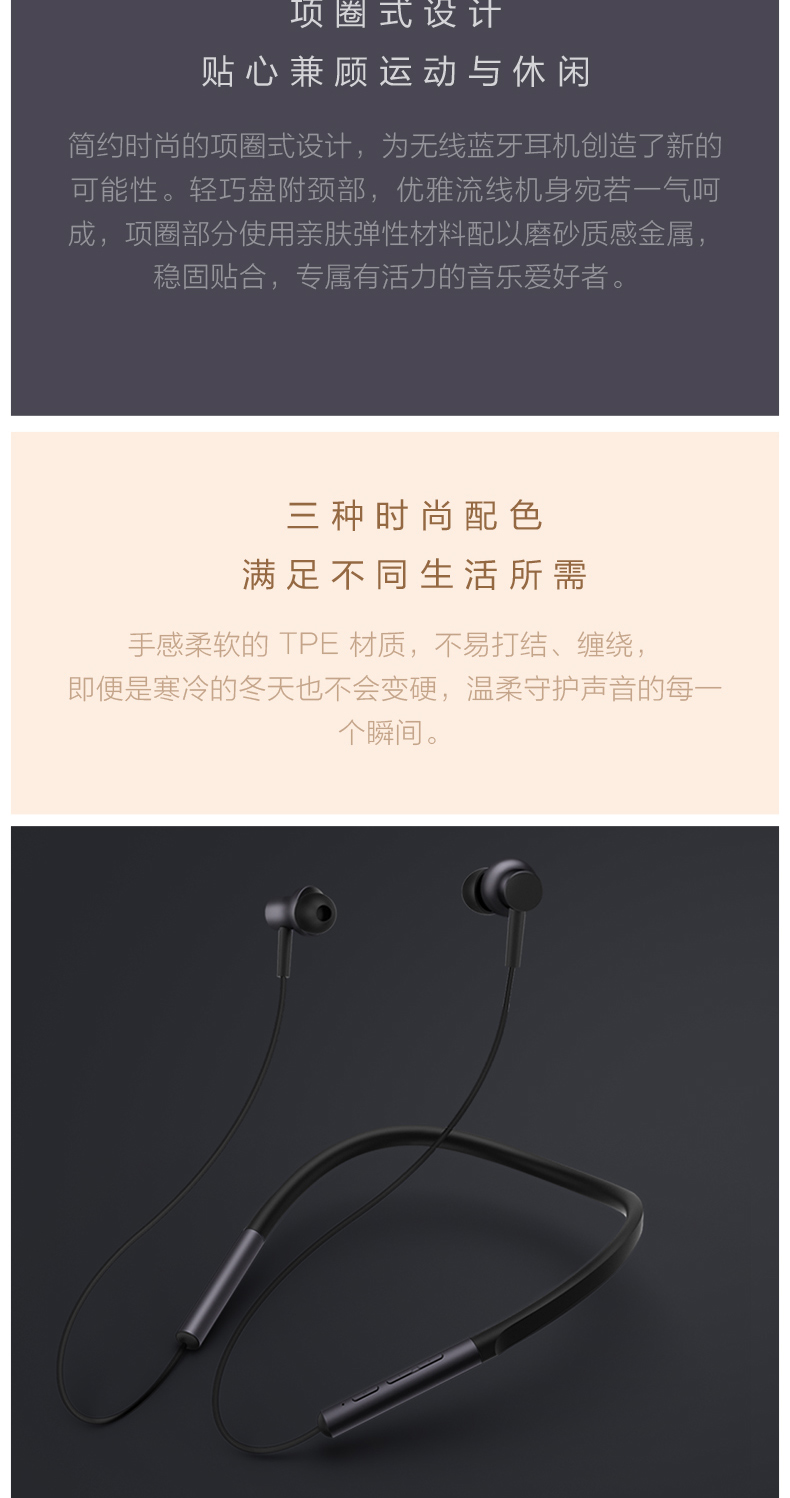 项圈式设计
贴心兼顾运动与休闲
简约时尚的项圈式设计，为无线蓝牙耳机创造了新的
可能性。轻巧盘附颈部，优雅流线机身宛若一气呵
成，项圈部分使用亲肤弹性材料配以磨砂质感金属，
稳固贴合，专属有活力的音乐爱好者。
三种时尚配色
满足不同生活所需
手感柔软的 TPE 材质，不易打结、缠绕，
即便是寒冷的冬天也不会变硬，温柔守护声音的每一
个瞬间。